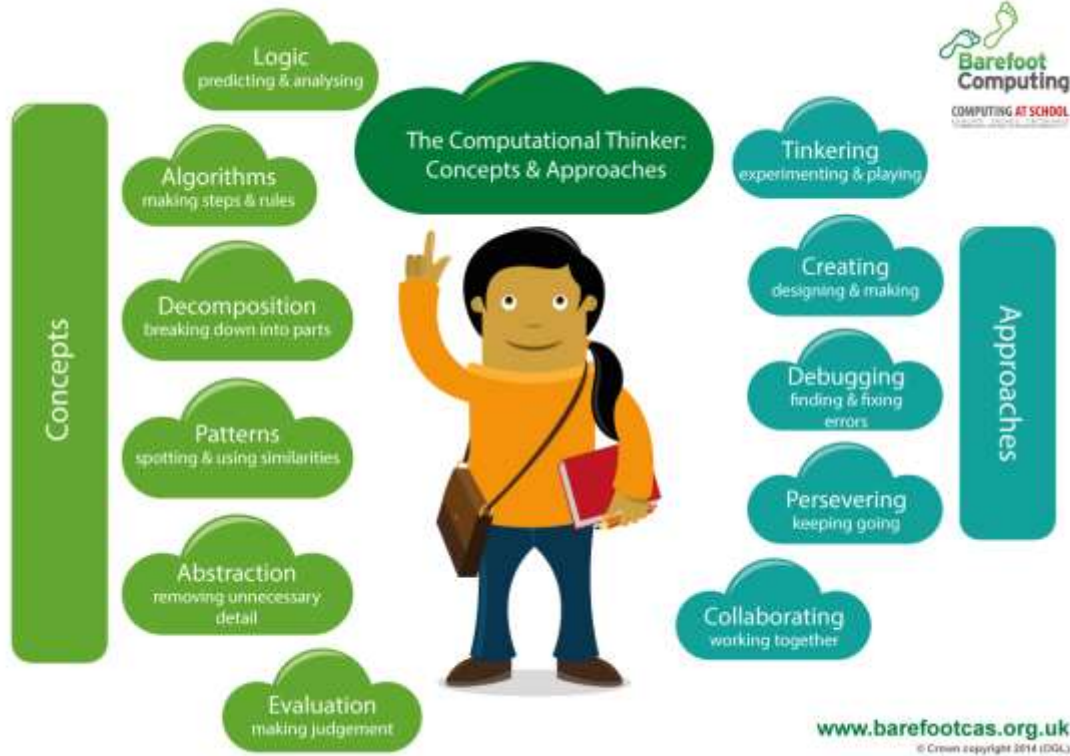 The Computational Thinker:
Concepts & Approaches
Concepts
Logic
predicting & analysing
Algorithms
making steps & rules
Decomposition
breaking down into parts
Patterns
spotting & using similarities
Abstraction
removing unnecessary
detail
Evaluation
making judgement
Approaches
Tinkering
experimenting & playing
Creating
designing & making
Debugging
finding & fixing
errors
Persevering
keeping going
Collaborating
working together
Barefoot
Computing
COMPUTING AT SCHOOL
www.barefootcas.org.uk
© Crown copyright 2014 (OGL)